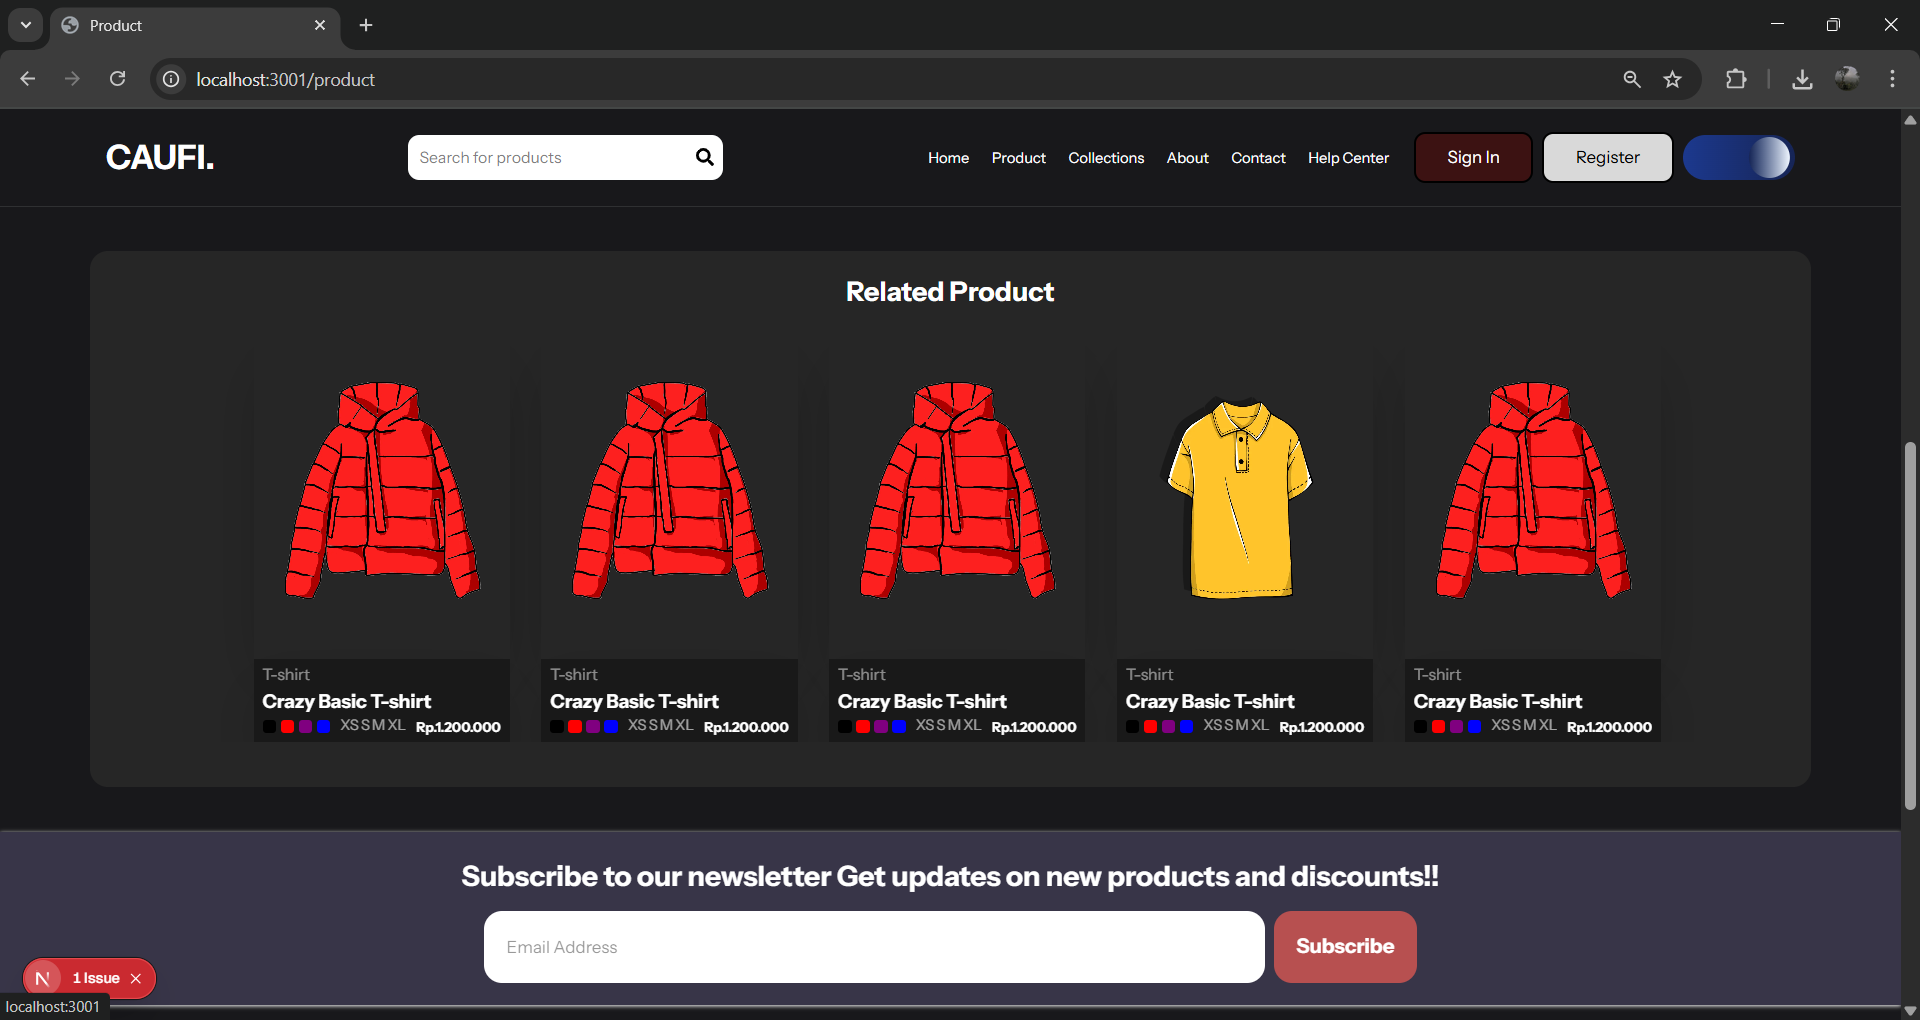 Product
localhost:3001/product
CAUFI.
Search for products
Home Product Collections About Contact Help Center Sign In Register
Related Product
T-shirt
Crazy Basic T-shirt
XS S M XL Rp.1.200.000
T-shirt
Crazy Basic T-shirt
XS S M XL Rp.1.200.000
T-shirt
Crazy Basic T-shirt
XS S M XL Rp.1.200.000
T-shirt
Crazy Basic T-shirt
XS S M XL Rp.1.200.000
T-shirt
Crazy Basic T-shirt
XS S M XL Rp.1.200.000
Subscribe to our newsletter Get updates on new products and discounts!!
Email Address
Subscribe
N 1 Issue
localhost:3001